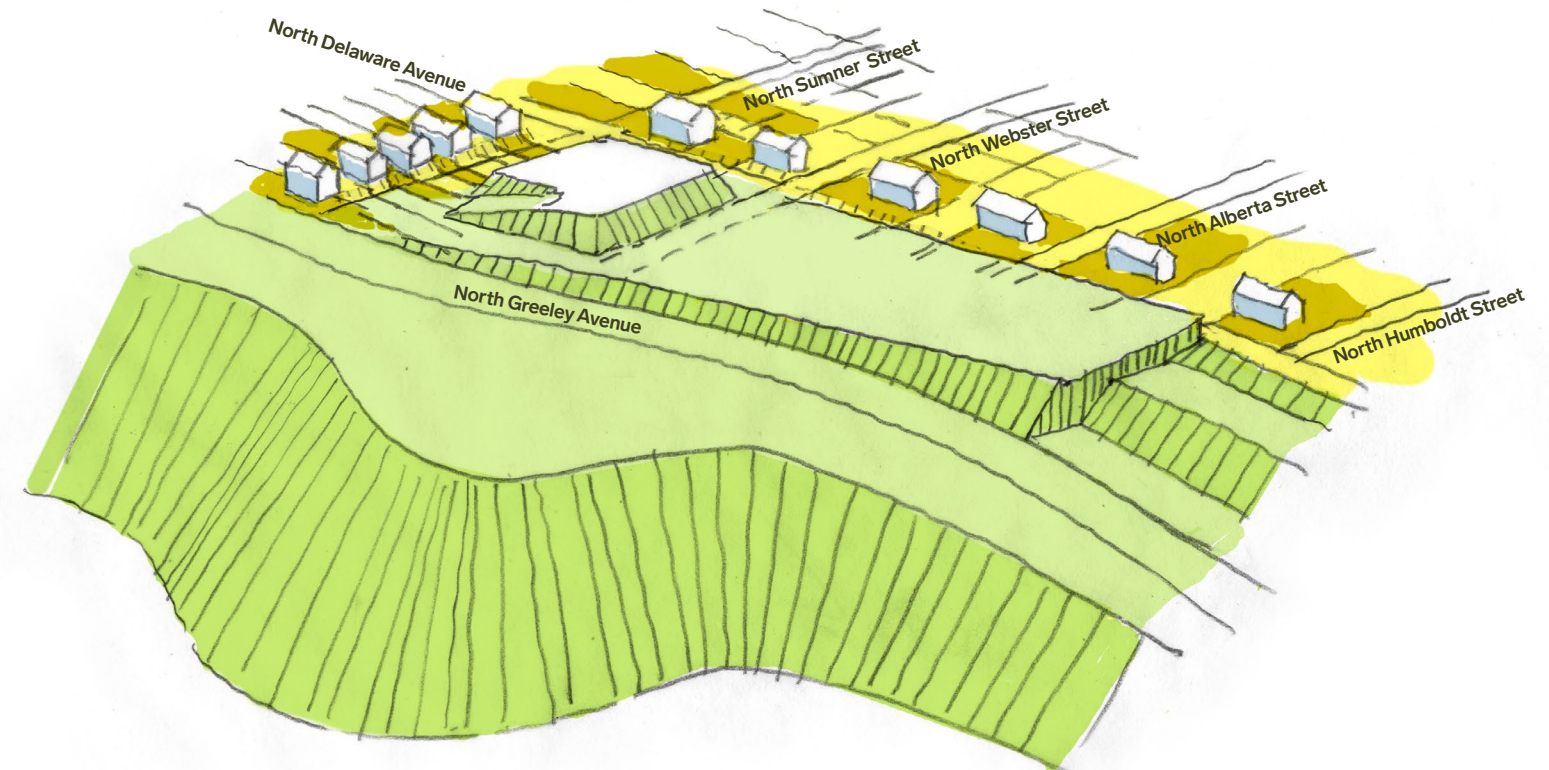 North Delaware Avenue
North Sumner Street
North Webster Street
North Alberta Street
North Humboldt Street
North Greeley Avenue